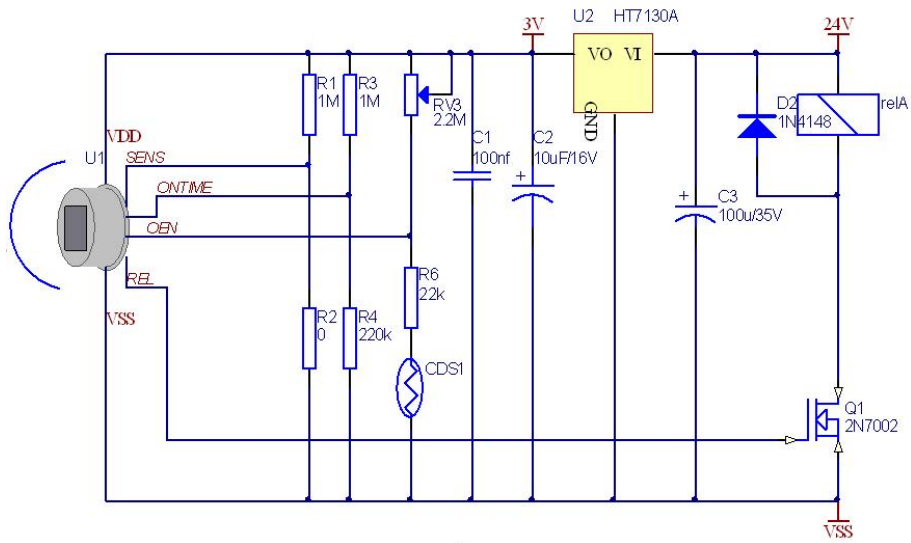 U2 HT7130A
3V
24V
VO VI
GND
R1
1M
R3
1M
RV3
2.2M
D2
1N4148
relA
C1
100nf
C2
10uF/16V
VDD
U1
SENS
ONTIME
OEN
REL
VSS
C3
100u/35V
R6
22k
R2
0
R4
220k
CDS1
Q1
2N7002
VSS